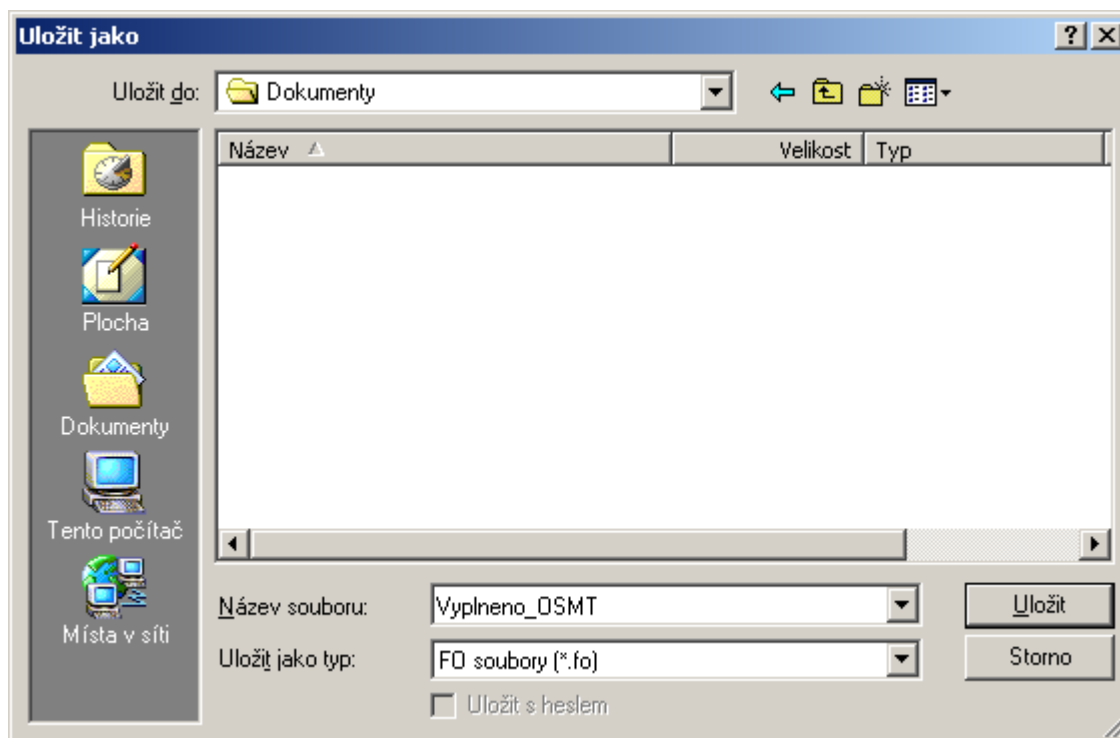 Uložit jako
Uložit do: Dokumenty
Název Velikost Typ
Historie
Plocha
Dokumenty
Tento počítač
Místa v síti
Název souboru: Vyplneno_OSMT Uložit
Uložit jako typ: FO soubory (*.fo) Storno
Uložit s heslem